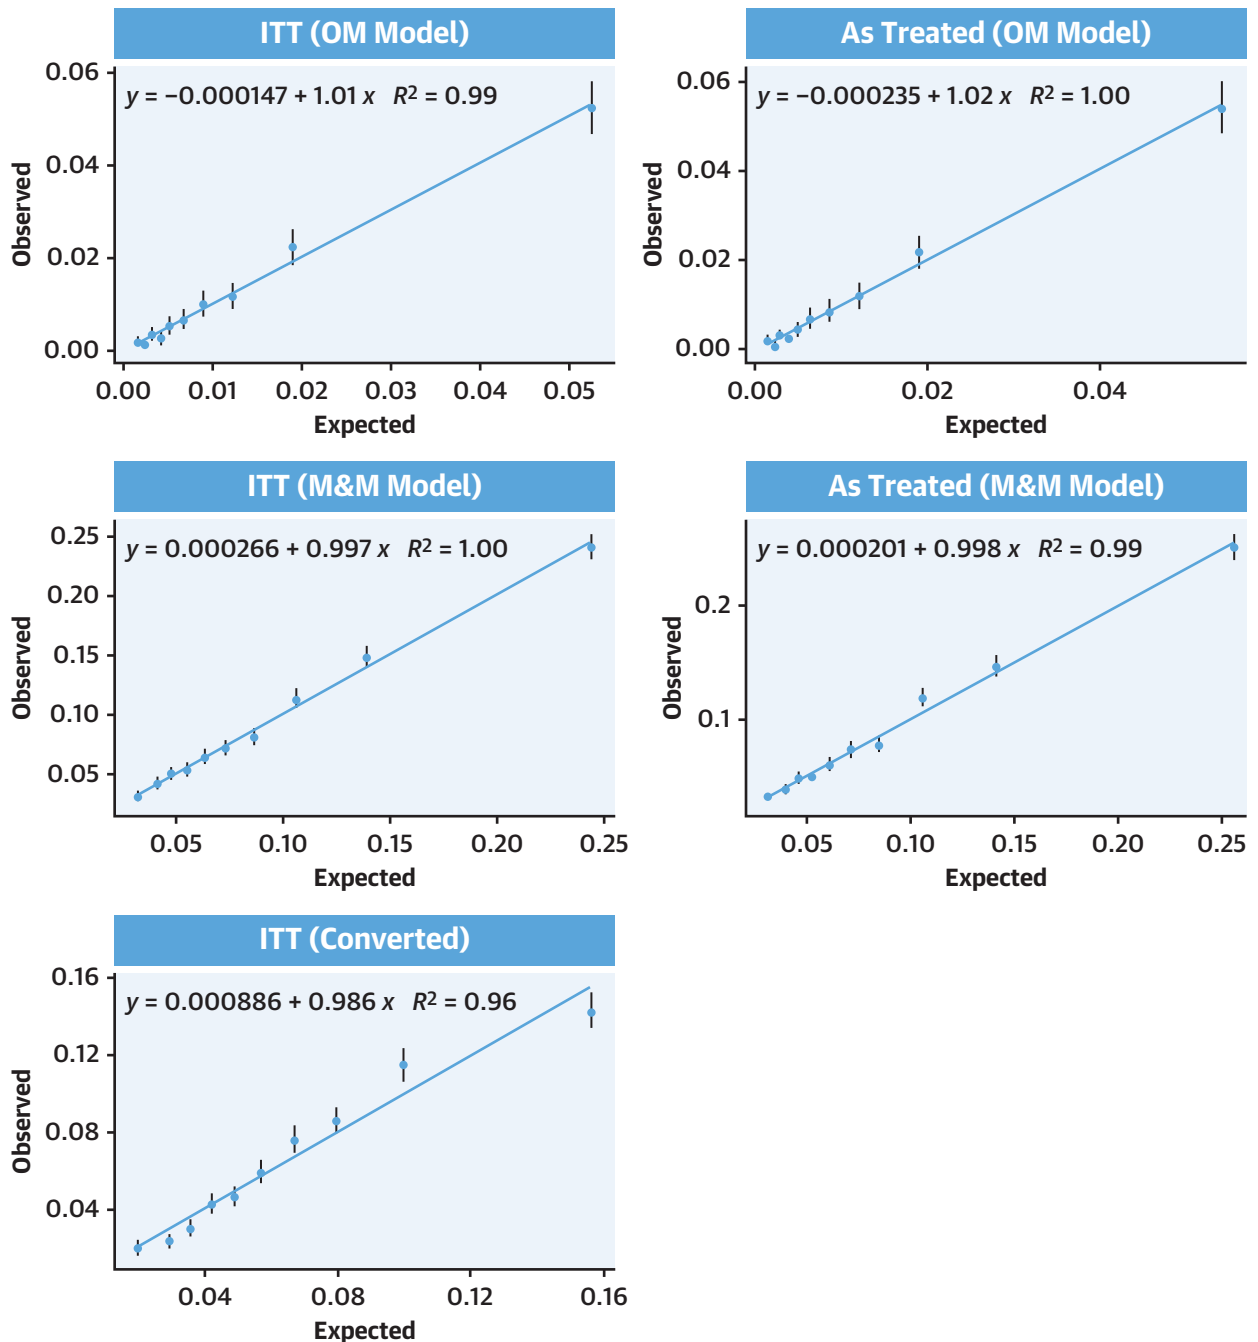 ITT (OM Model)
y = −0.000147 + 1.01 x R² = 0.99
Observed
0.06
0.04
0.02
0.00
0.00 0.01 0.02 0.03 0.04 0.05
Expected
As Treated (OM Model)
y = −0.000235 + 1.02 x R² = 1.00
Observed
0.06
0.04
0.02
0.00
0.00 0.02 0.04
Expected
ITT (M&M Model)
y = 0.000266 + 0.997 x R² = 1.00
Observed
0.25
0.20
0.15
0.10
0.05
0.05 0.10 0.15 0.20 0.25
Expected
As Treated (M&M Model)
y = 0.000201 + 0.998 x R² = 0.99
Observed
0.2
0.1
0.05 0.10 0.15 0.20 0.25
Expected
ITT (Converted)
y = 0.000886 + 0.986 x R² = 0.96
Observed
0.16
0.12
0.08
0.04
0.04 0.08 0.12 0.16
Expected